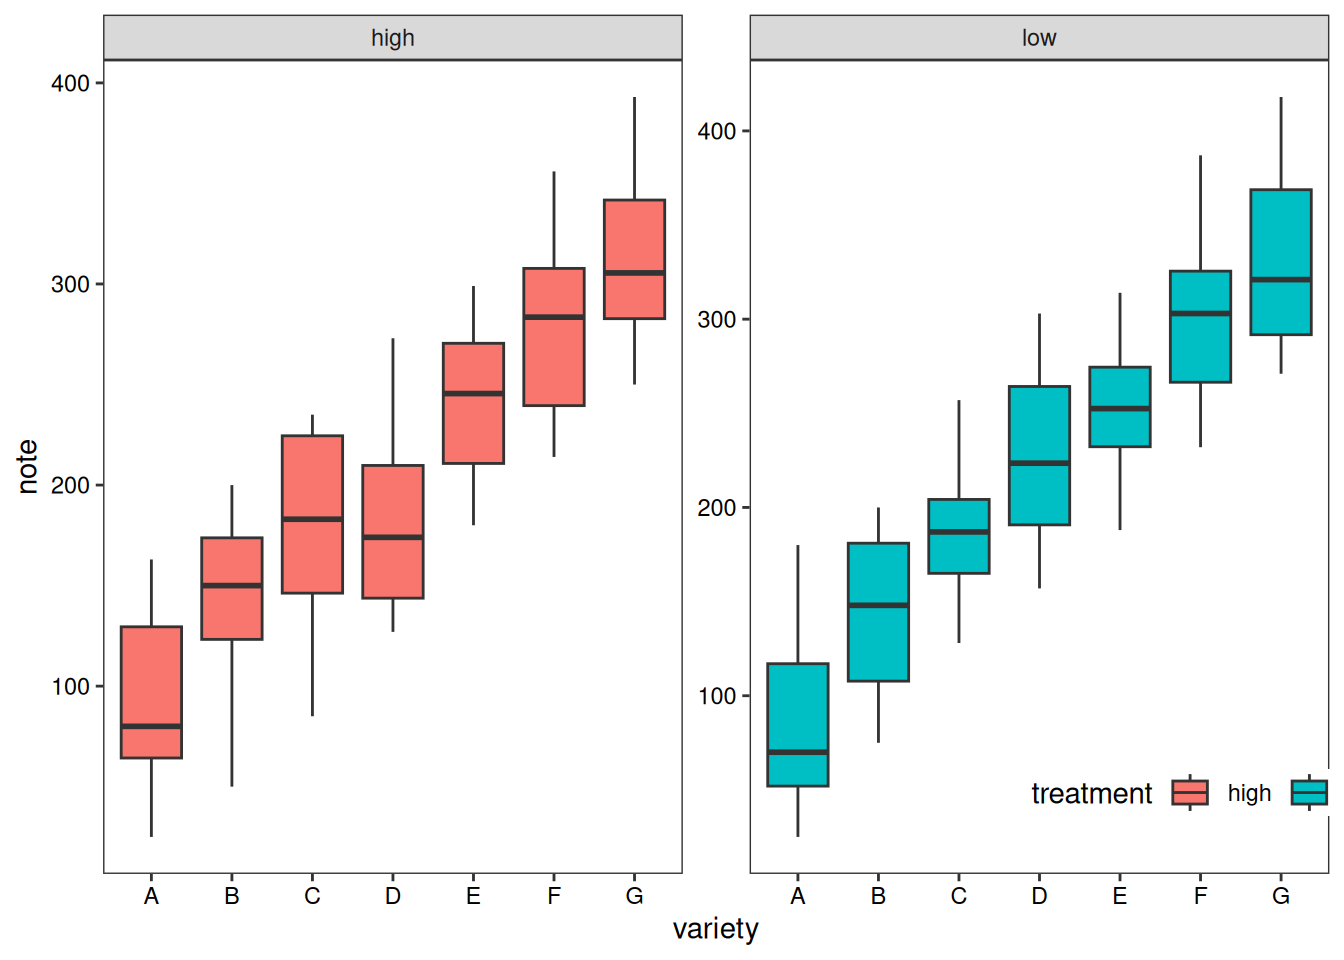 high
low
400
300
200
100
400
300
200
100
note
treatment high
A B C D E F G
A B C D E F G
variety